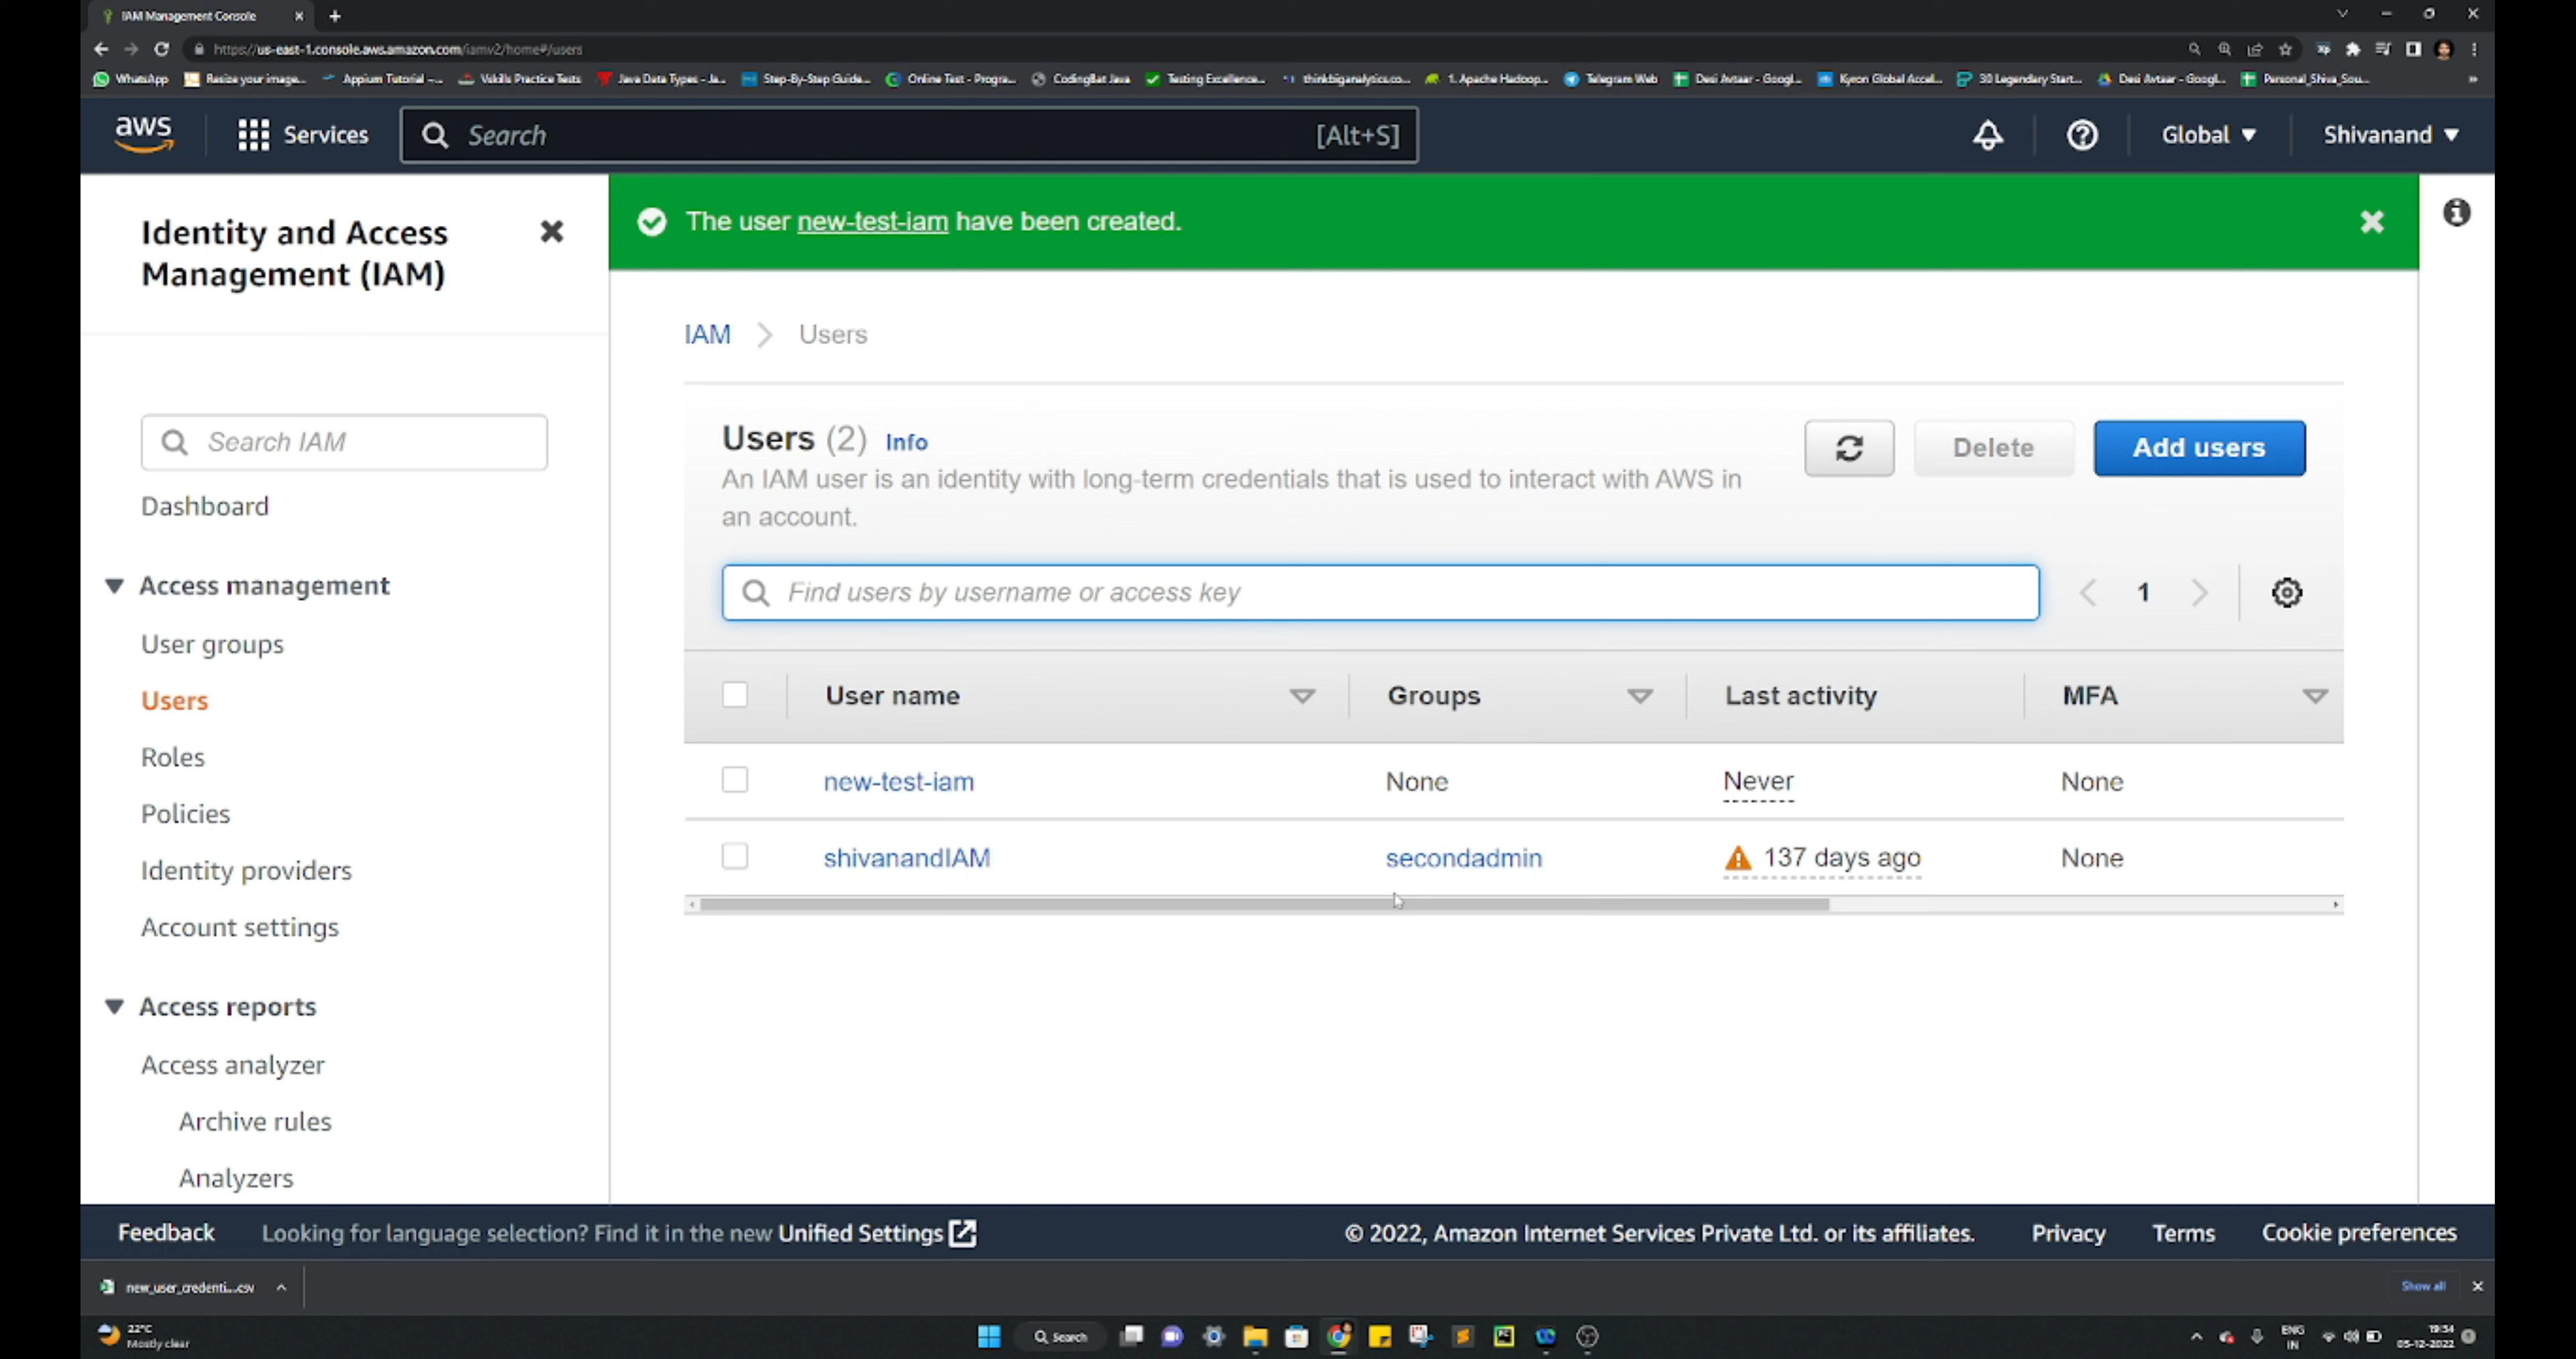 IAM Management Console
https://us-east-1.console.aws.amazon.com/iamv2/home#/users
WhatsApp Resize your image... Appium Tutorial –... Vskills Practice Tests Java Data Types - Ja... Step-By-Step Guide... Online Test - Progra... CodingBat Java Testing Excellence... thinkbiganalytics.co... 1. Apache Hadoop... Telegram Web Desi Avtaar - Googl... Kyron Global Accel... 30 Legendary Start... Desi Avtaar - Googl... Personal_Shiva_Sou... »
aws Services Search [Alt+S] Global Shivanand
Identity and Access
Management (IAM)
Search IAM
Dashboard
Access management
User groups
Users
Roles
Policies
Identity providers
Account settings
Access reports
Access analyzer
Archive rules
Analyzers
The user new-test-iam have been created.
IAM Users
Users (2) Info
An IAM user is an identity with long-term credentials that is used to interact with AWS in
an account.
Delete Add users
Find users by username or access key
1
User name Groups Last activity MFA
new-test-iam None Never None
shivanandIAM secondadmin 137 days ago None
Feedback Looking for language selection? Find it in the new Unified Settings © 2022, Amazon Internet Services Private Ltd. or its affiliates. Privacy Terms Cookie preferences
new_user_credenti....csv Show all
22°C
Mostly clear
Search
ENG
IN
19:34
05-12-2022